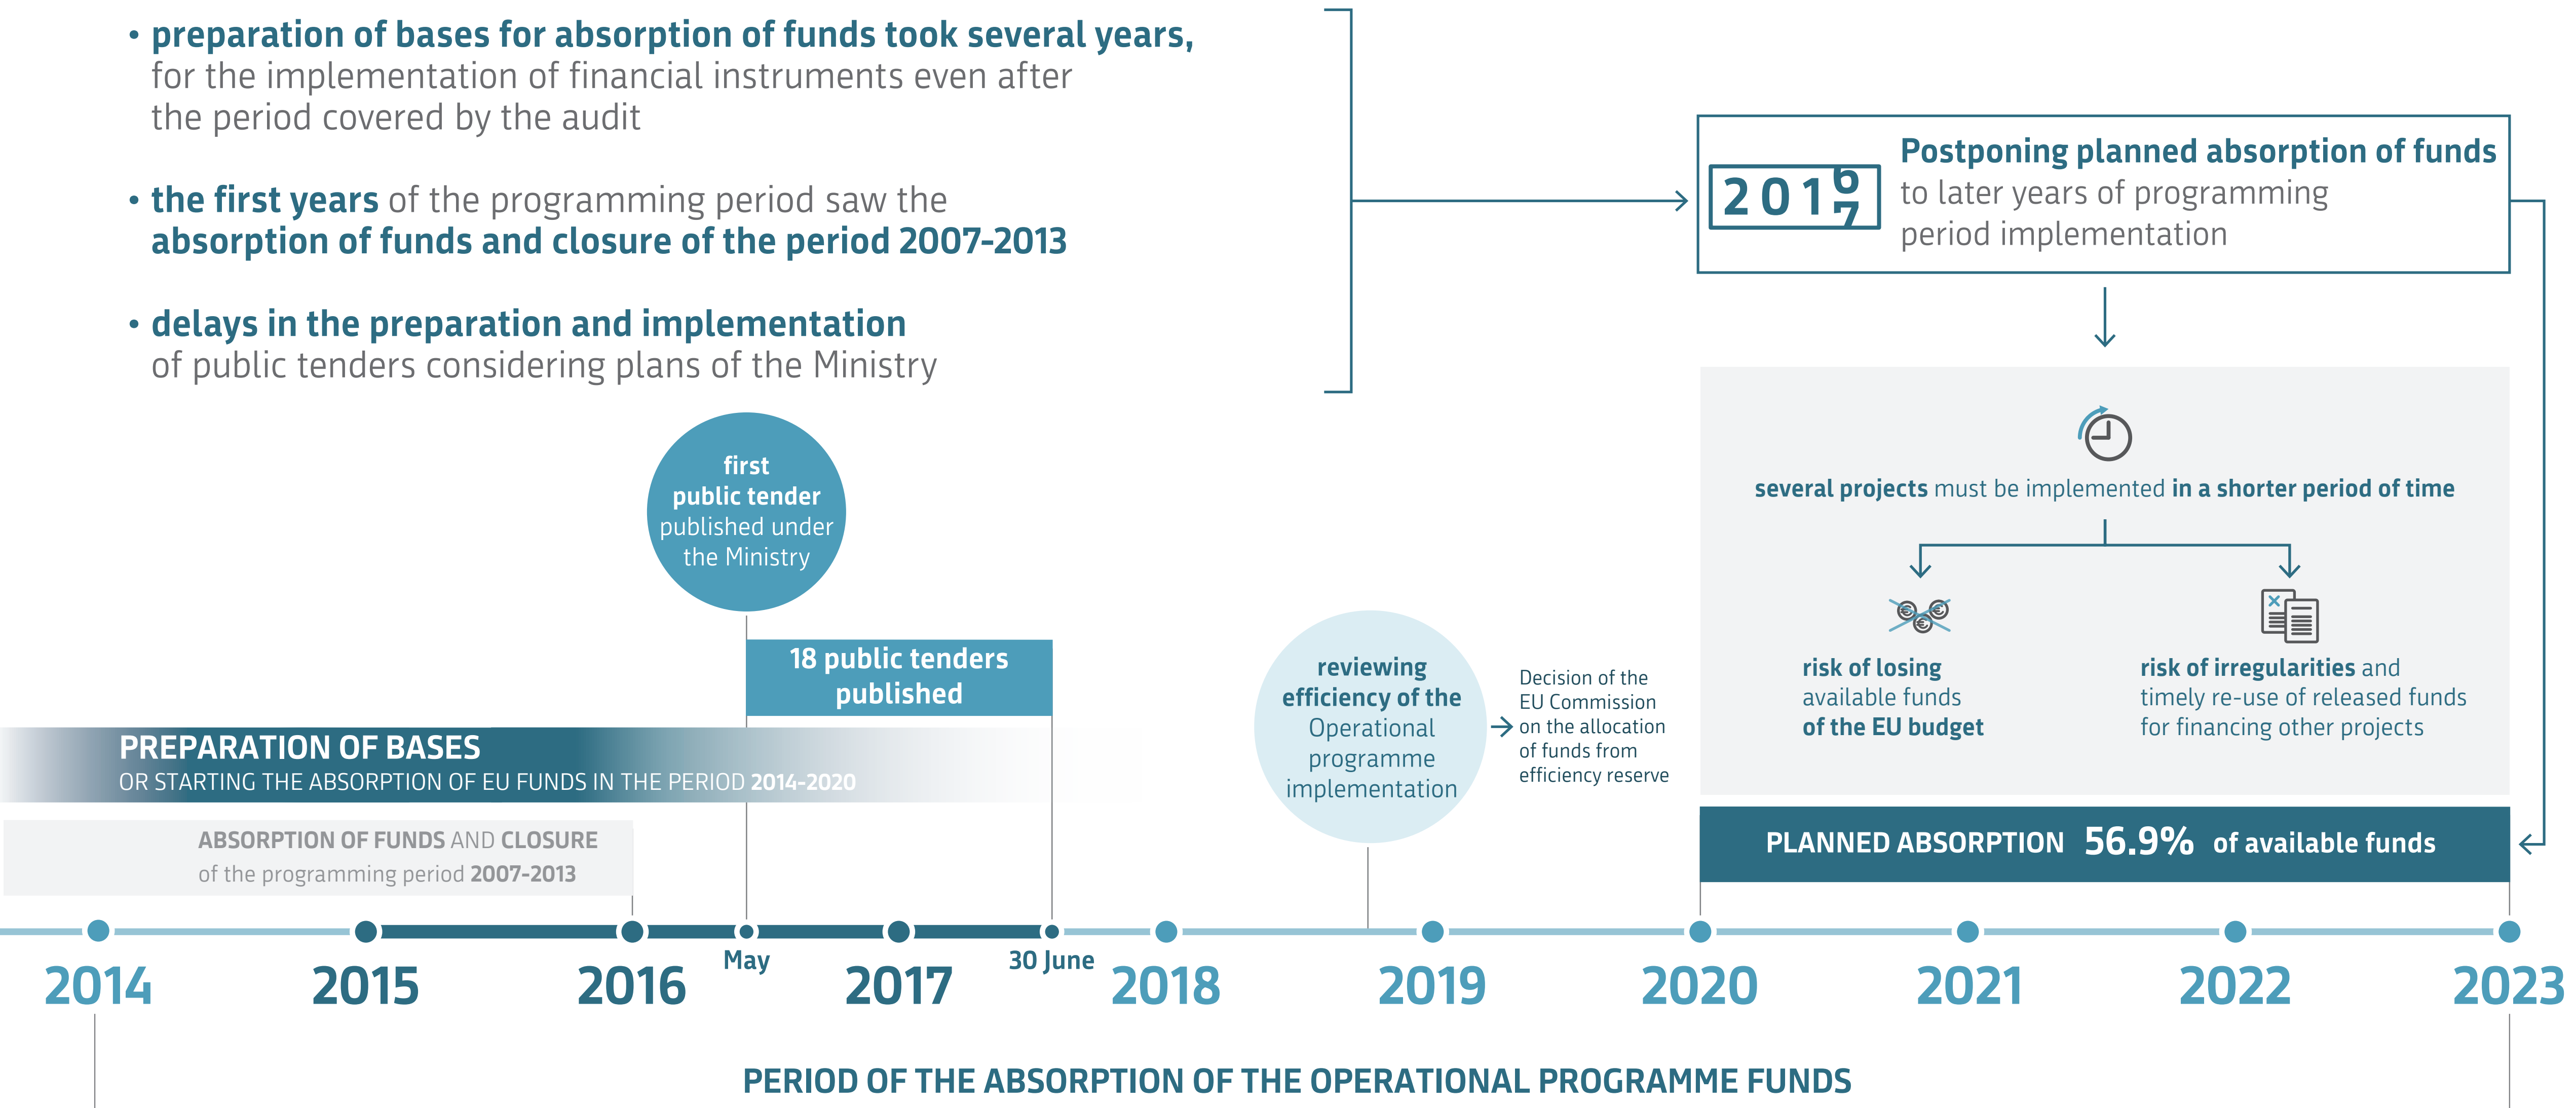 • preparation of bases for absorption of funds took several years,
for the implementation of financial instruments even after
the period covered by the audit
• the first years of the programming period saw the
absorption of funds and closure of the period 2007-2013
• delays in the preparation and implementation
of public tenders considering plans of the Ministry
2016
7
Postponing planned absorption of funds
to later years of programming
period implementation
several projects must be implemented in a shorter period of time
risk of losing
available funds
of the EU budget
risk of irregularities and
timely re-use of released funds
for financing other projects
first
public tender
published under
the Ministry
18 public tenders
published
reviewing
efficiency of the
Operational
programme
implementation
Decision of the
EU Commission
on the allocation
of funds from
efficiency reserve
PREPARATION OF BASES
OR STARTING THE ABSORPTION OF EU FUNDS IN THE PERIOD 2014-2020
ABSORPTION OF FUNDS AND CLOSURE
of the programming period 2007-2013
PLANNED ABSORPTION 56.9% of available funds
2014
2015
2016
May
2017
30 June
2018
2019
2020
2021
2022
2023
PERIOD OF THE ABSORPTION OF THE OPERATIONAL PROGRAMME FUNDS